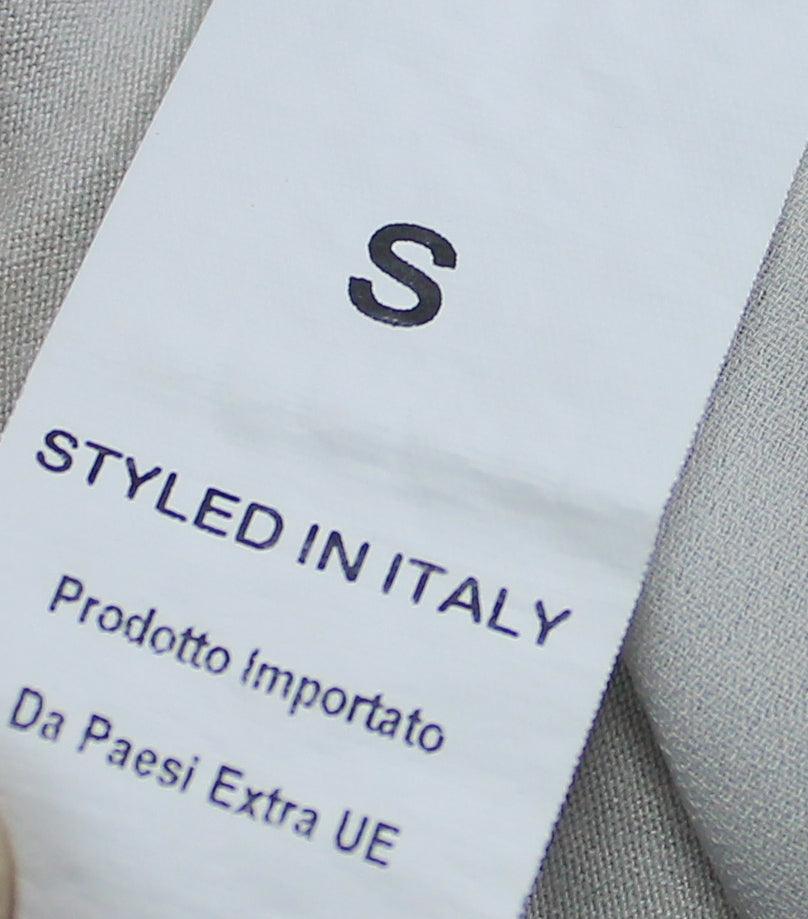 S
STYLED IN ITALY
Prodotto Importato
Da Paesi Extra UE